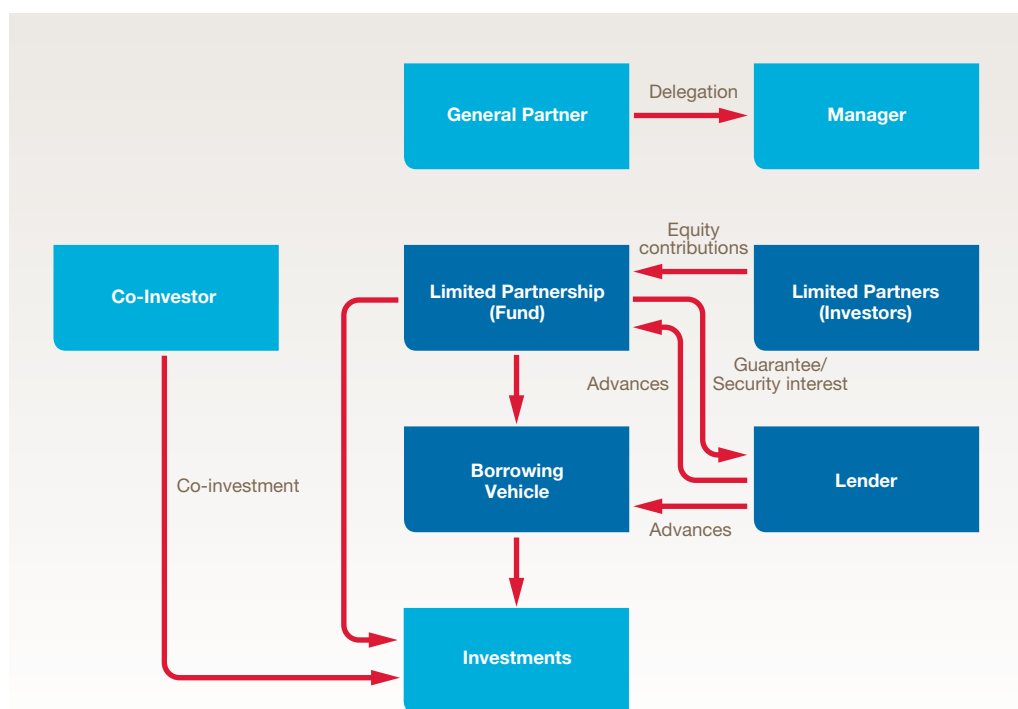 General Partner
Delegation
Manager
Co-Investor
Limited Partnership
(Fund)
Equity
contributions
Limited Partners
(Investors)
Advances
Guarantee/
Security interest
Co-investment
Borrowing
Vehicle
Advances
Lender
Investments